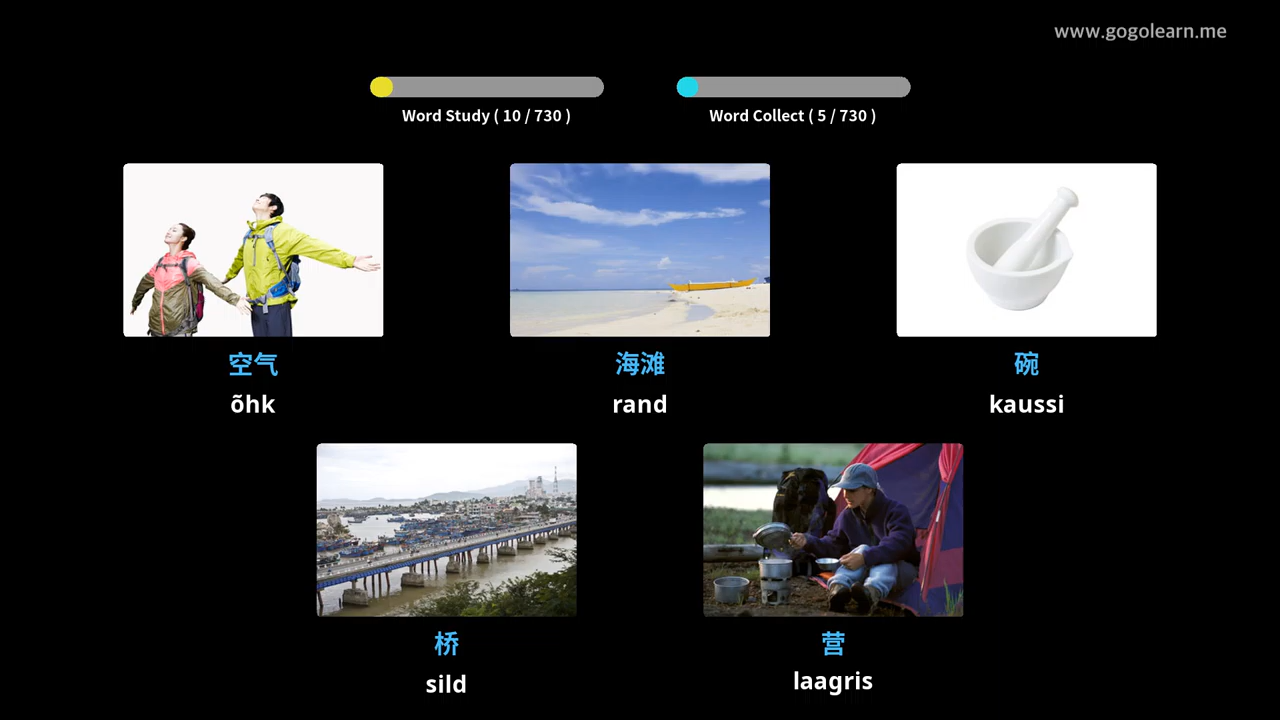 www.gogolearn.me
Word Study ( 10 / 730 )
Word Collect ( 5 / 730 )
空气
õhk
海滩
rand
碗
kaussi
桥
sild
营
laagris